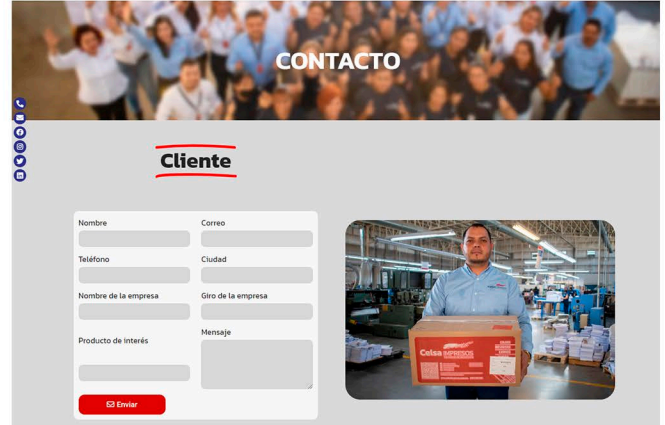 CONTACTO
Cliente
Nombre
Correo
Teléfono
Ciudad
Nombre de la empresa
Giro de la empresa
Producto de interés
Mensaje
Enviar
Celsa IMPRESOS